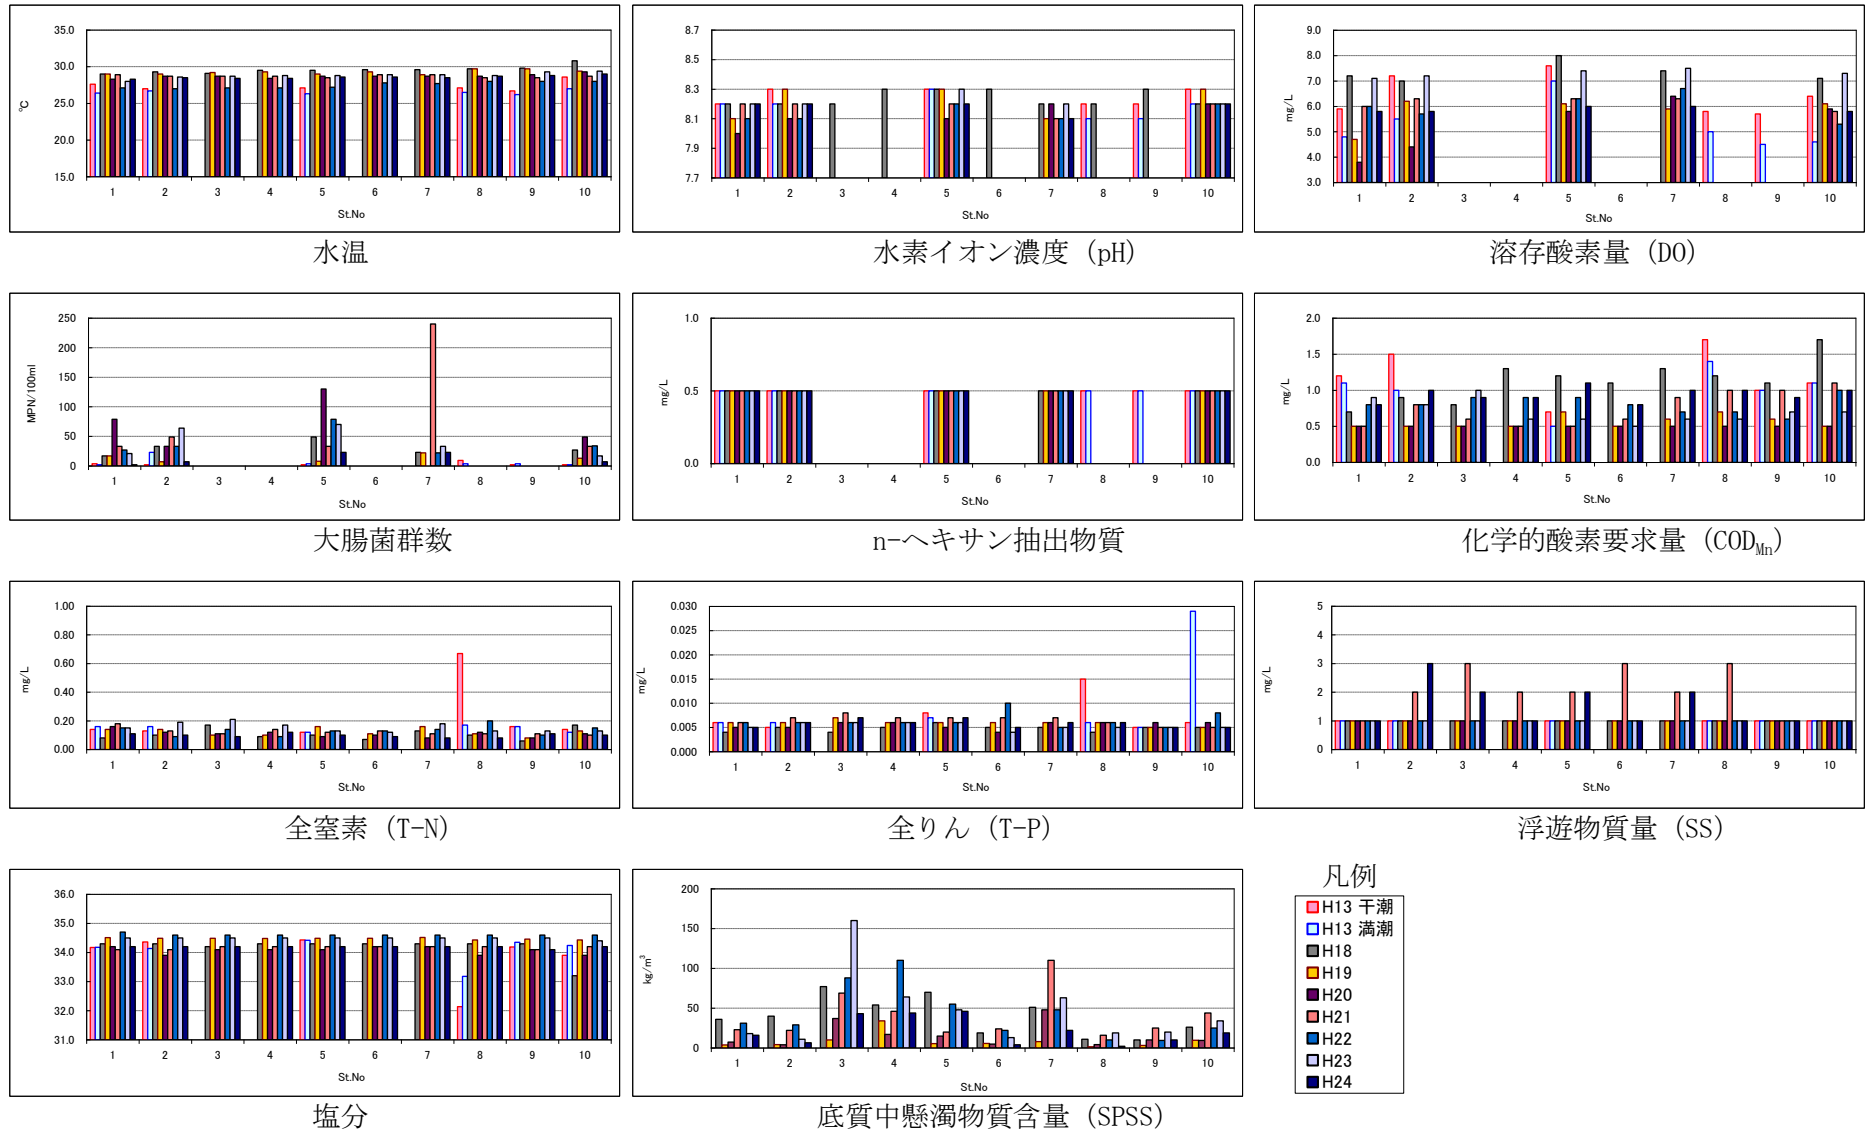 35.0
30.0
25.0
20.0
15.0
℃
1 2 3 4 5 6 7 8 9 10
St.No
水温
8.7
8.5
8.3
8.1
7.9
7.7
1 2 3 4 5 6 7 8 9 10
St.No
水素イオン濃度（pH）
9.0
8.0
7.0
6.0
5.0
4.0
3.0
mg/L
1 2 3 4 5 6 7 8 9 10
St.No
溶存酸素量（DO）
250
200
150
100
50
0
MPN/100ml
1 2 3 4 5 6 7 8 9 10
St.No
大腸菌群数
1.0
0.5
0.0
mg/L
1 2 3 4 5 6 7 8 9 10
St.No
n-ヘキサン抽出物質
2.0
1.5
1.0
0.5
0.0
mg/L
1 2 3 4 5 6 7 8 9 10
St.No
化学的酸素要求量（CODMn）
1.00
0.80
0.60
0.40
0.20
0.00
mg/L
1 2 3 4 5 6 7 8 9 10
St.No
全窒素（T-N）
0.030
0.025
0.020
0.015
0.010
0.005
0.000
mg/L
1 2 3 4 5 6 7 8 9 10
St.No
全りん（T-P）
5
4
3
2
1
0
mg/L
1 2 3 4 5 6 7 8 9 10
St.No
浮遊物質量（SS）
36.0
35.0
34.0
33.0
32.0
31.0
1 2 3 4 5 6 7 8 9 10
St.No
塩分
200
150
100
50
0
kg/m³
1 2 3 4 5 6 7 8 9 10
St.No
底質中懸濁物質含量（SPSS）
凡例
H13 干潮
H13 満潮
H18
H19
H20
H21
H22
H23
H24